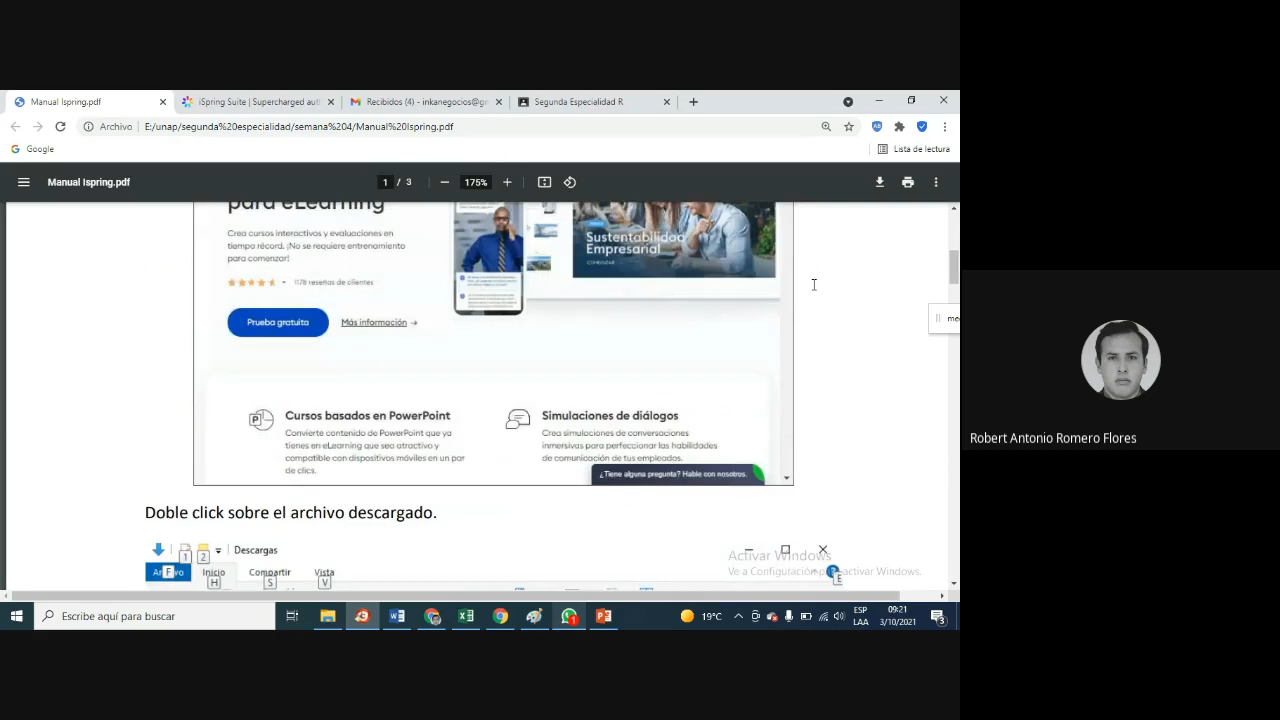 Manual Ispring.pdf
iSpring Suite | Supercharged aut
Recibidos (4) - inkanegocios@g
Segunda Especialidad R
Archivo
E:/unap/segunda%20especialidad/semana%204/Manual%20Ispring.pdf
Google
Lista de lectura
Manual Ispring.pdf
1 / 3
175%
para eLearning
Crea cursos interactivos y evaluaciones en
tiempo récord. ¡No se requiere entrenamiento
para comenzar!
1178 reseñas de clientes
Prueba gratuita
Más información
Sustentabilidad
Empresarial
COMENZAR
Cursos basados en PowerPoint
Convierte contenido de PowerPoint que ya
tienes en eLearning que sea atractivo y
compatible con dispositivos móviles en un par
de clics.
Simulaciones de diálogos
Crea simulaciones de conversaciones
inmersivas para perfeccionar las habilidades
de comunicación de tus empleados.
¿Tiene alguna pregunta? Hable con nosotros.
Doble click sobre el archivo descargado.
1 2 Descargas
Inicio Compartir Vista
F H S V E
Activar Windows
Ve a Configuración activar Windows.
Escribe aquí para buscar
19°C
ESP
LAA
09:21
3/10/2021
3
Robert Antonio Romero Flores